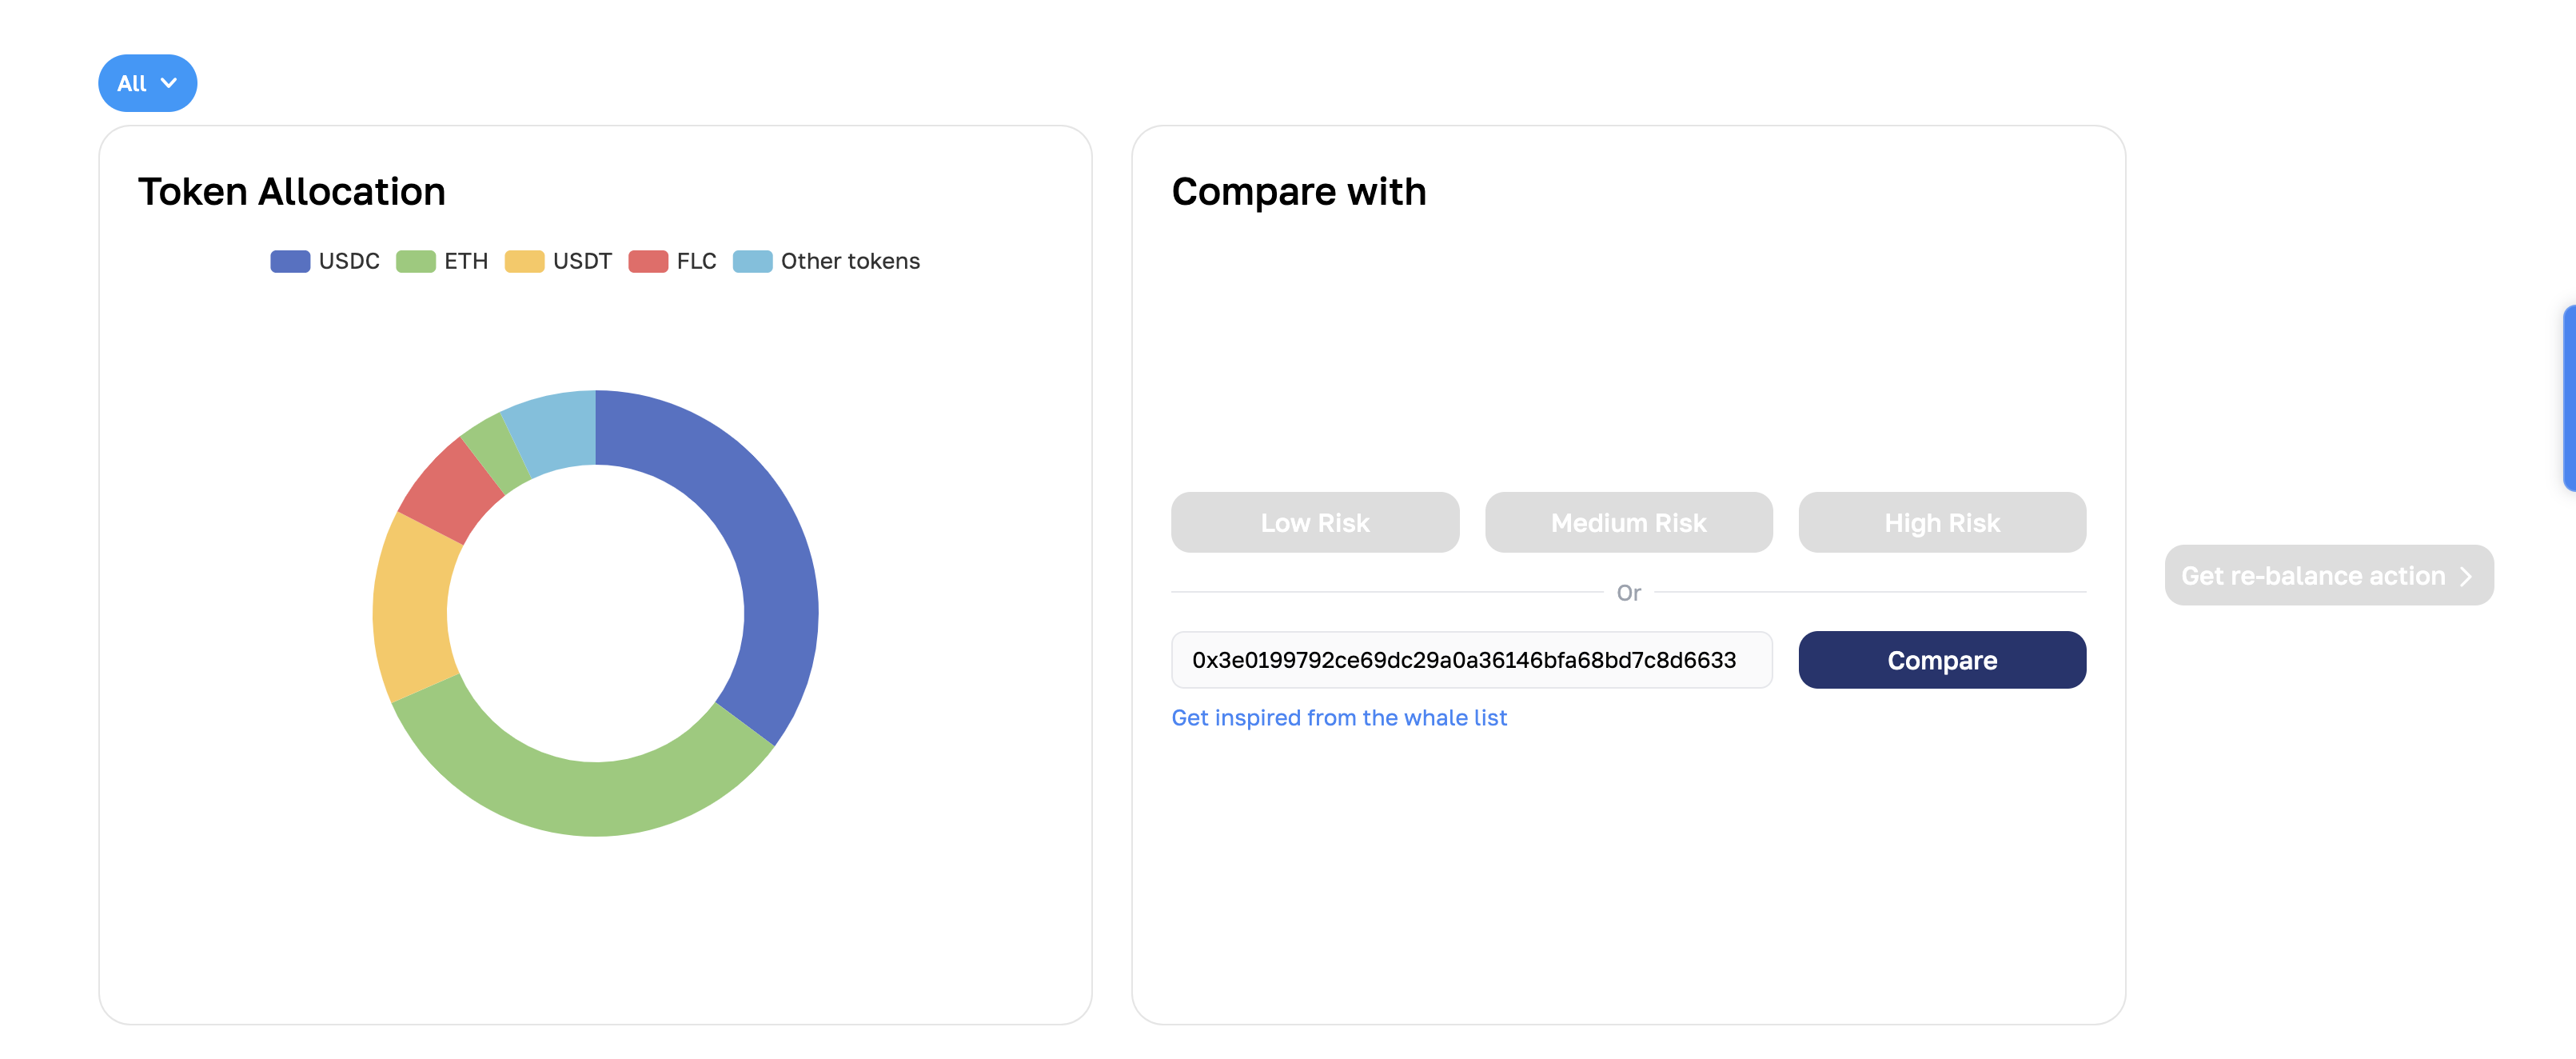 All
Token Allocation
USDC ETH USDT FLC Other tokens
Compare with
Low Risk Medium Risk High Risk
Or
0x3e0199792ce69dc29a0a36146bfa68bd7c8d6633 Compare
Get inspired from the whale list
Get re-balance action